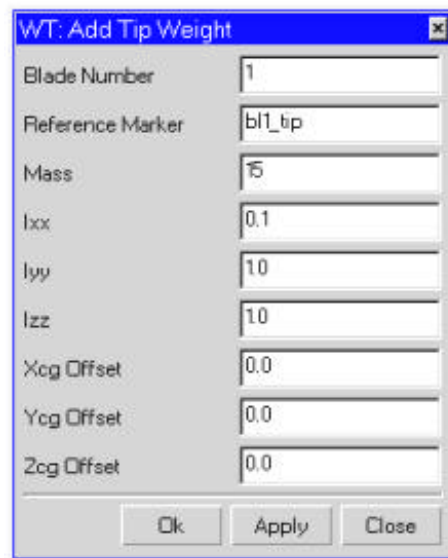 WT: Add Tip Weight
Blade Number 1
Reference Marker bl1_tip
Mass 15
Ixx 0.1
Iyy 1.0
Izz 1.0
Xcg Offset 0.0
Ycg Offset 0.0
Zcg Offset 0.0
Ok Apply Close